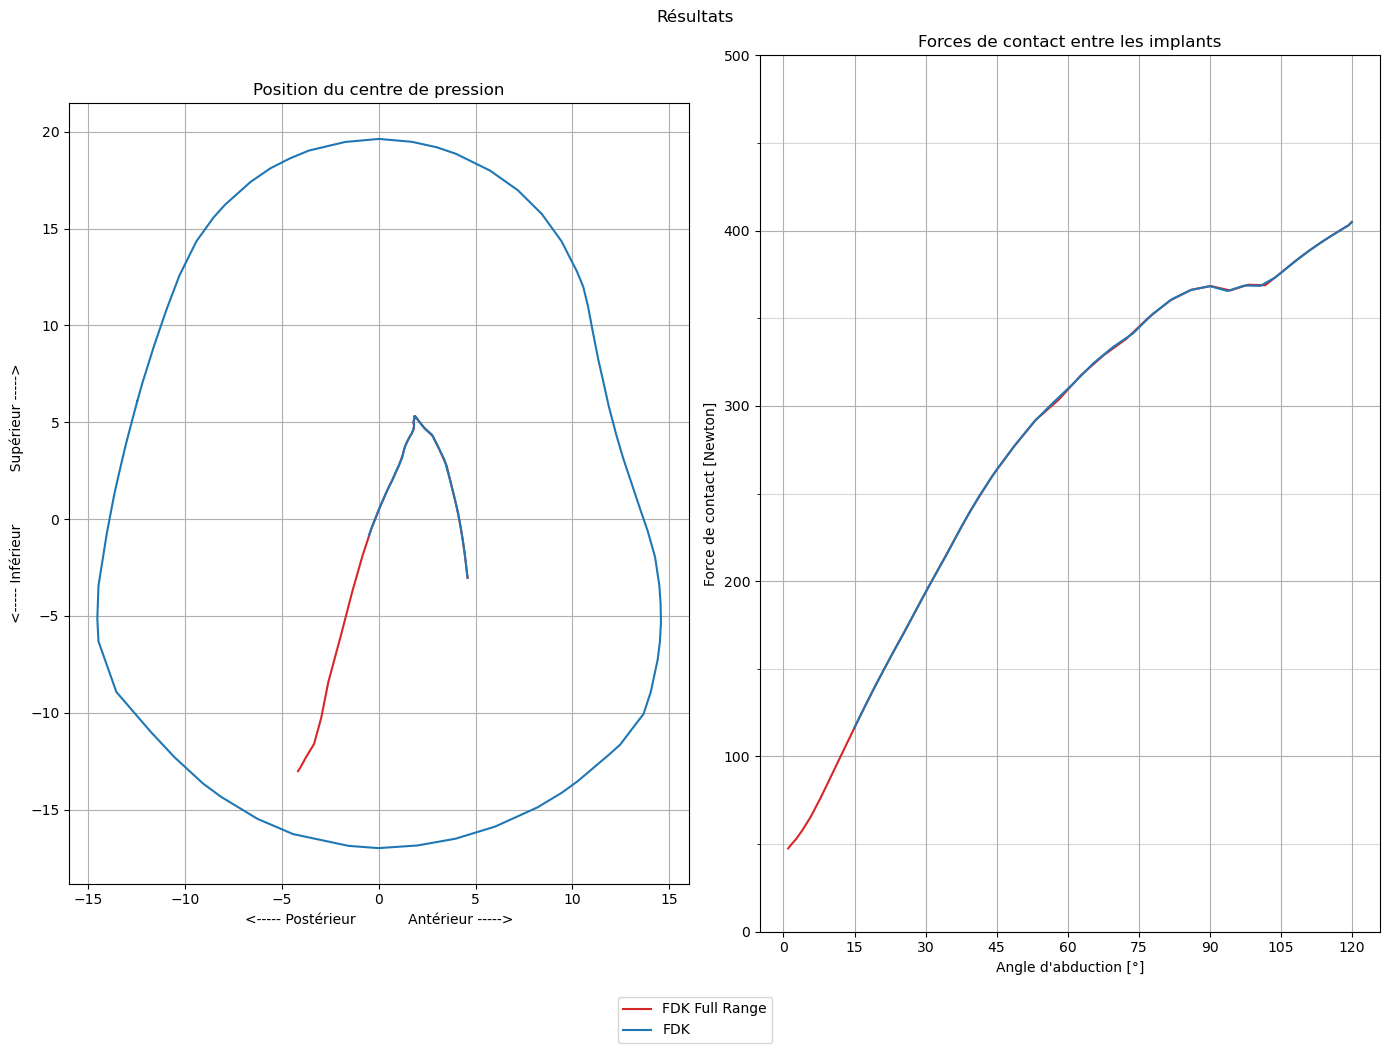 Résultats
Position du centre de pression
20
15
10
5
0
−5
−10
−15
<----- Inférieur Supérieur ----->
−15 −10 −5 0 5 10 15
<----- Postérieur Antérieur ----->
Forces de contact entre les implants
500
400
300
200
100
0
Force de contact [Newton]
0 15 30 45 60 75 90 105 120
Angle d'abduction [°]
FDK Full Range
FDK